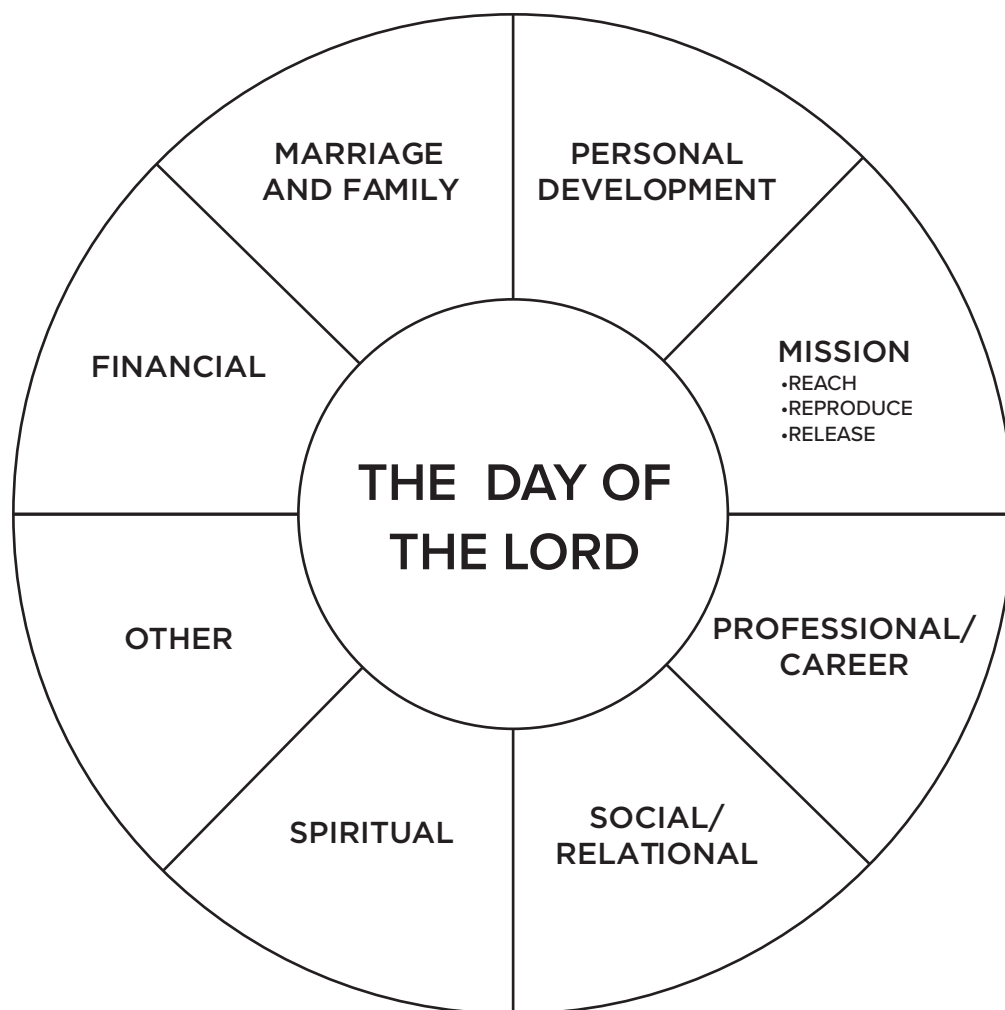 MARRIAGE
AND FAMILY
PERSONAL
DEVELOPMENT
FINANCIAL
MISSION
•REACH
•REPRODUCE
•RELEASE
THE DAY OF
THE LORD
OTHER
PROFESSIONAL/
CAREER
SPIRITUAL
SOCIAL/
RELATIONAL